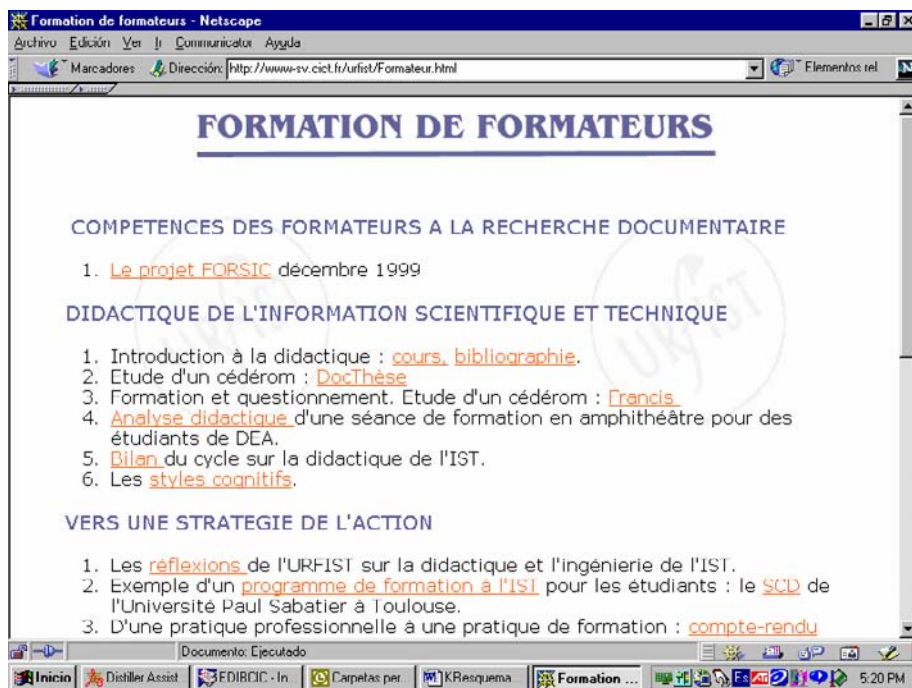 Formation de formateurs - Netscape
Archivo Edición Ver Ir Communicator Ayuda
Marcadores Dirección: http://www-sv.cict.fr/urfist/Formateur.html Elementos rel
FORMATION DE FORMATEURS
COMPETENCES DES FORMATEURS A LA RECHERCHE DOCUMENTAIRE
1. Le projet FORSIC décembre 1999
DIDACTIQUE DE L'INFORMATION SCIENTIFIQUE ET TECHNIQUE
1. Introduction à la didactique : cours, bibliographie.
2. Etude d'un cédérom : DocThèse
3. Formation et questionnement. Etude d'un cédérom : Francis
4. Analyse didactique d'une séance de formation en amphithéâtre pour des
étudiants de DEA.
5. Bilan du cycle sur la didactique de l'IST.
6. Les styles cognitifs.
URFIST URFIST
VERS UNE STRATEGIE DE L'ACTION
1. Les réflexions de l'URFIST sur la didactique et l'ingénierie de l'IST.
2. Exemple d'un programme de formation à l'IST pour les étudiants : le SCD de
l'Université Paul Sabatier à Toulouse.
3. D'une pratique professionnelle à une pratique de formation : compte-rendu
Documento: Ejecutado
Inicio Distiller Assist EDIBCIC - In... Carpetas per... KResquema... Formation ... Es 5:20 PM